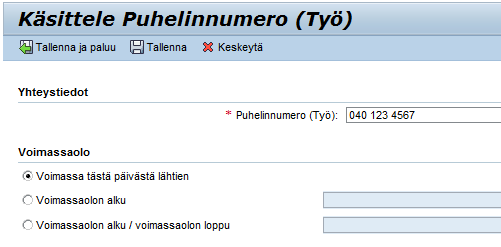 Käsittele Puhelinnumero (Työ)
Tallenna ja paluu Tallenna Keskeytä
Yhteystiedot
* Puhelinnumero (Työ): 040 123 4567
Voimassaolo
Voimassa tästä päivästä lähtien
Voimassaolon alku
Voimassaolon alku / voimassaolon loppu